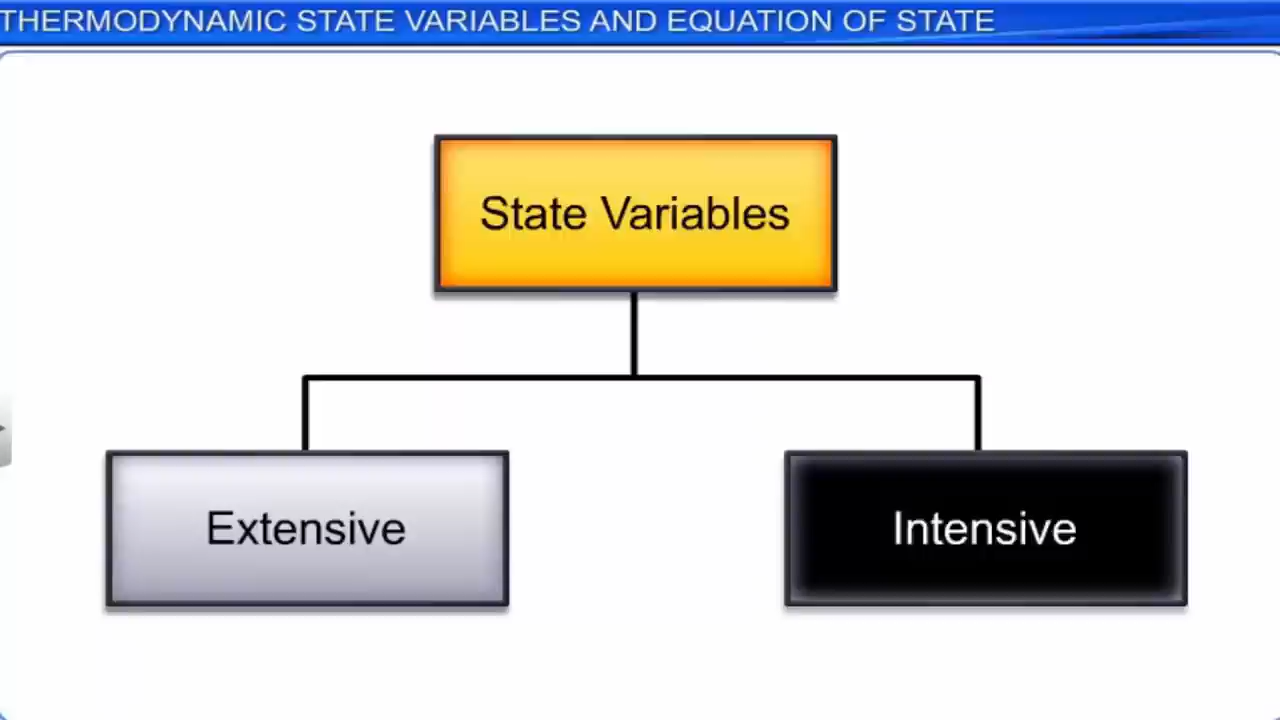 THERMODYNAMIC STATE VARIABLES AND EQUATION OF STATE
State Variables
Extensive
Intensive